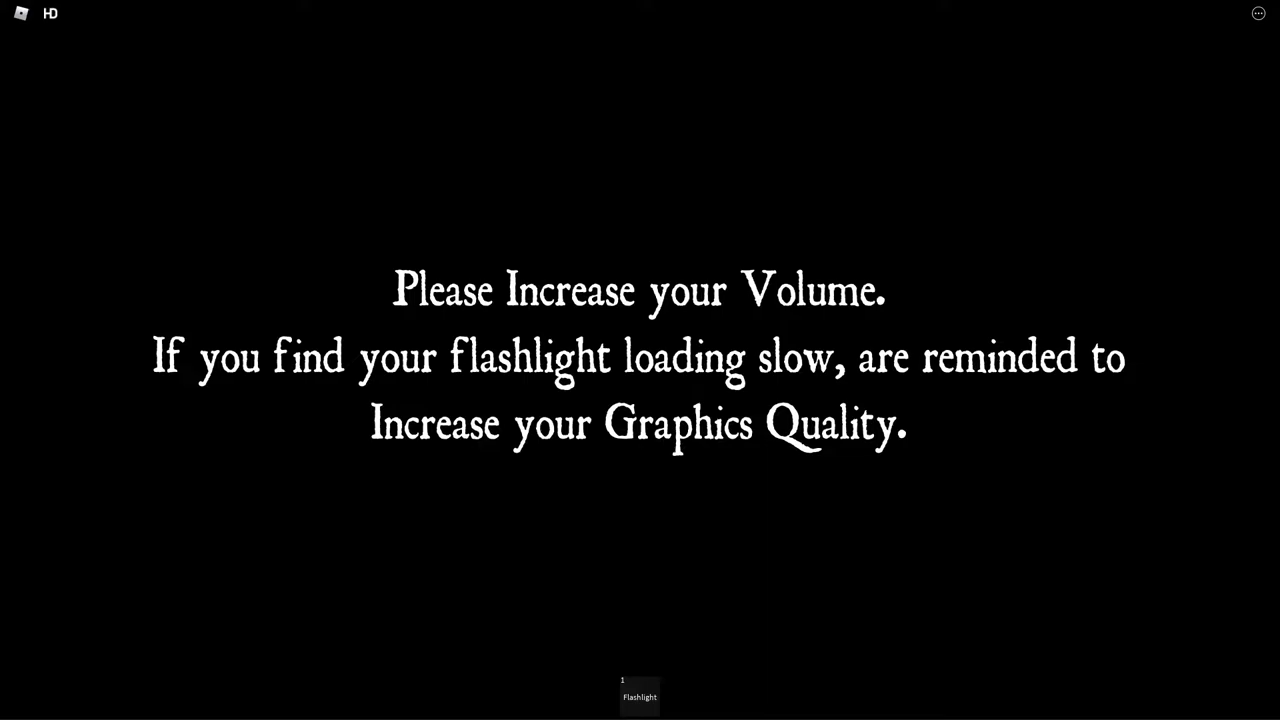 HD
Please Increase your Volume.
If you find your flashlight loading slow, are reminded to
Increase your Graphics Quality.
1
Flashlight